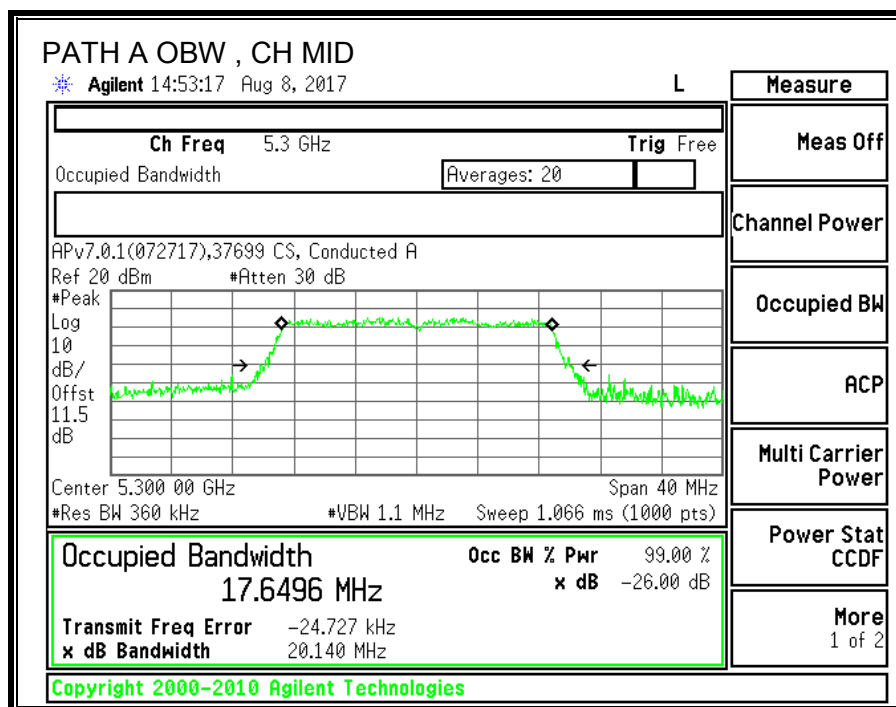 PATH A OBW , CH MID
Agilent 14:53:17 Aug 8, 2017 L
Measure
Ch Freq 5.3 GHz Trig Free
Meas Off
Occupied Bandwidth Averages: 20
Channel Power
APv7.0.1(072717),37699 CS, Conducted A
Ref 20 dBm #Atten 30 dB
#Peak
Log
10
dB/
Offst
11.5
dB
Occupied BW
ACP
Center 5.300 00 GHz Span 40 MHz
#Res BW 360 kHz #VBW 1.1 MHz Sweep 1.066 ms (1000 pts)
Multi Carrier
Power
Occupied Bandwidth Occ BW % Pwr 99.00 %
17.6496 MHz x dB -26.00 dB
Power Stat
CCDF
Transmit Freq Error -24.727 kHz
x dB Bandwidth 20.140 MHz
More
1 of 2
Copyright 2000-2010 Agilent Technologies